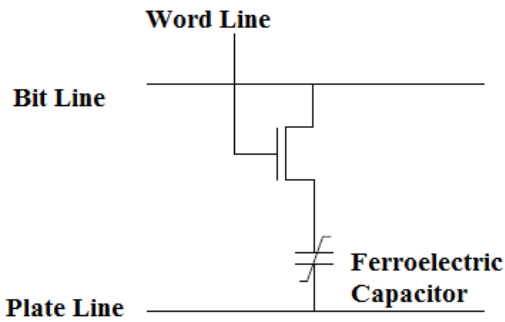 Word Line
Bit Line
Ferroelectric
Capacitor
Plate Line